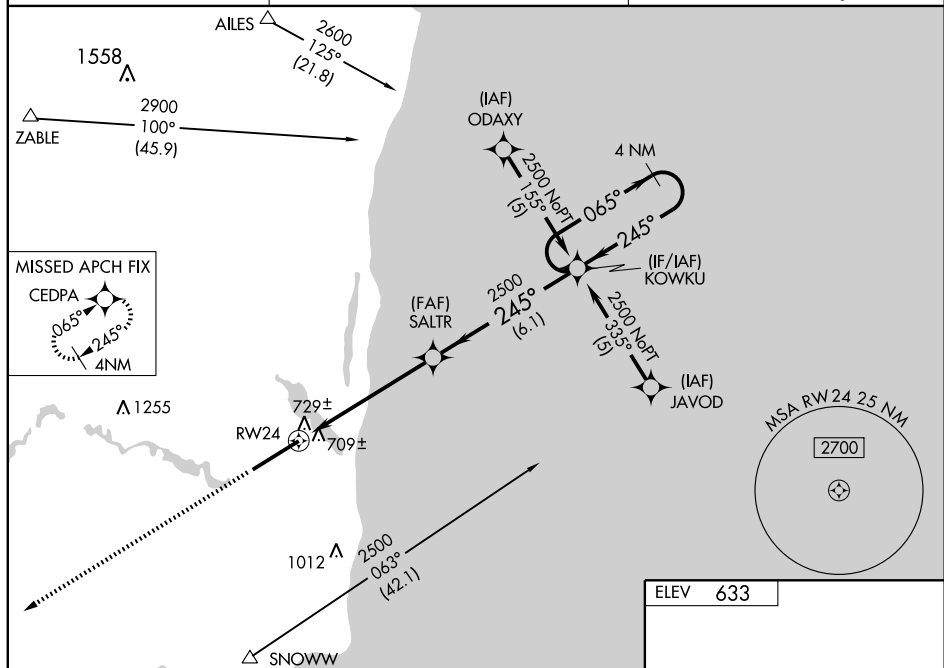 AILES
2600
125°
(21.8)
1558
2900
100°
(45.9)
ZABLE
(IAF)
ODAXY
4 NM
2500 NoPT
155°
(5)
065°
245°
(IF/IAF)
KOWKU
MISSED APCH FIX
CEDPA
065°
245°
4NM
(FAF)
SALTR
2500
245°
(6.1)
2500 NoPT
335°
(5)
(IAF)
JAVOD
1255
729±
RW24
709±
MSA RW24 25 NM
2700
1012
2500
063°
(42.1)
SNOWW
ELEV 633